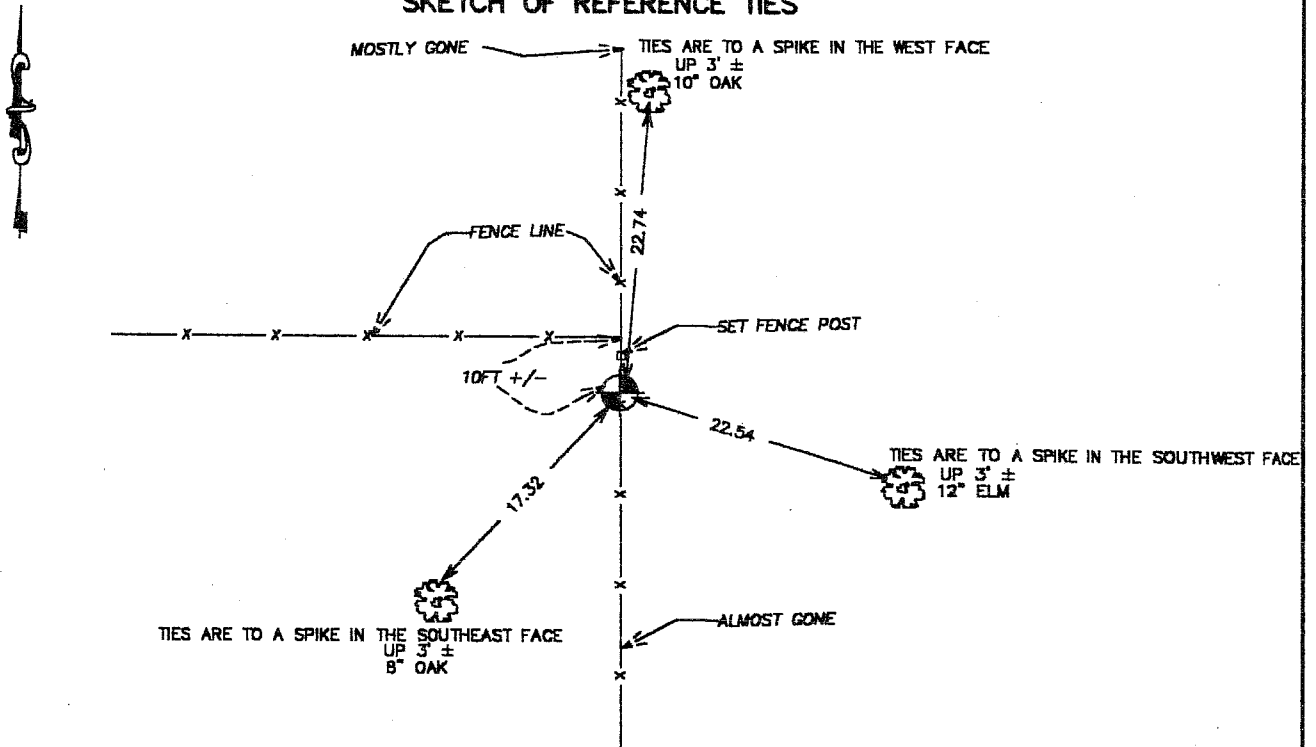 SKETCH OF REFERENCE TIES
MOSTLY GONE
TIES ARE TO A SPIKE IN THE WEST FACE
UP 3' ±
10" OAK
22.74
FENCE LINE
SET FENCE POST
10FT +/-
22.54
TIES ARE TO A SPIKE IN THE SOUTHWEST FACE
UP 3' ±
12" ELM
17.32
TIES ARE TO A SPIKE IN THE SOUTHEAST FACE
UP 3' ±
8" OAK
ALMOST GONE